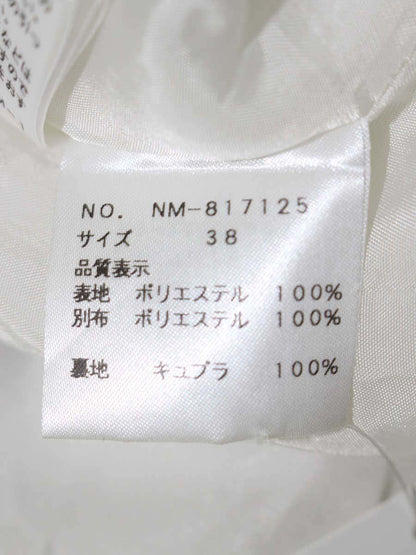 NO. NM-817125
サイズ 38
品質表示
表地 ポリエステル 100%
別布 ポリエステル 100%
裏地 キュプラ 100%